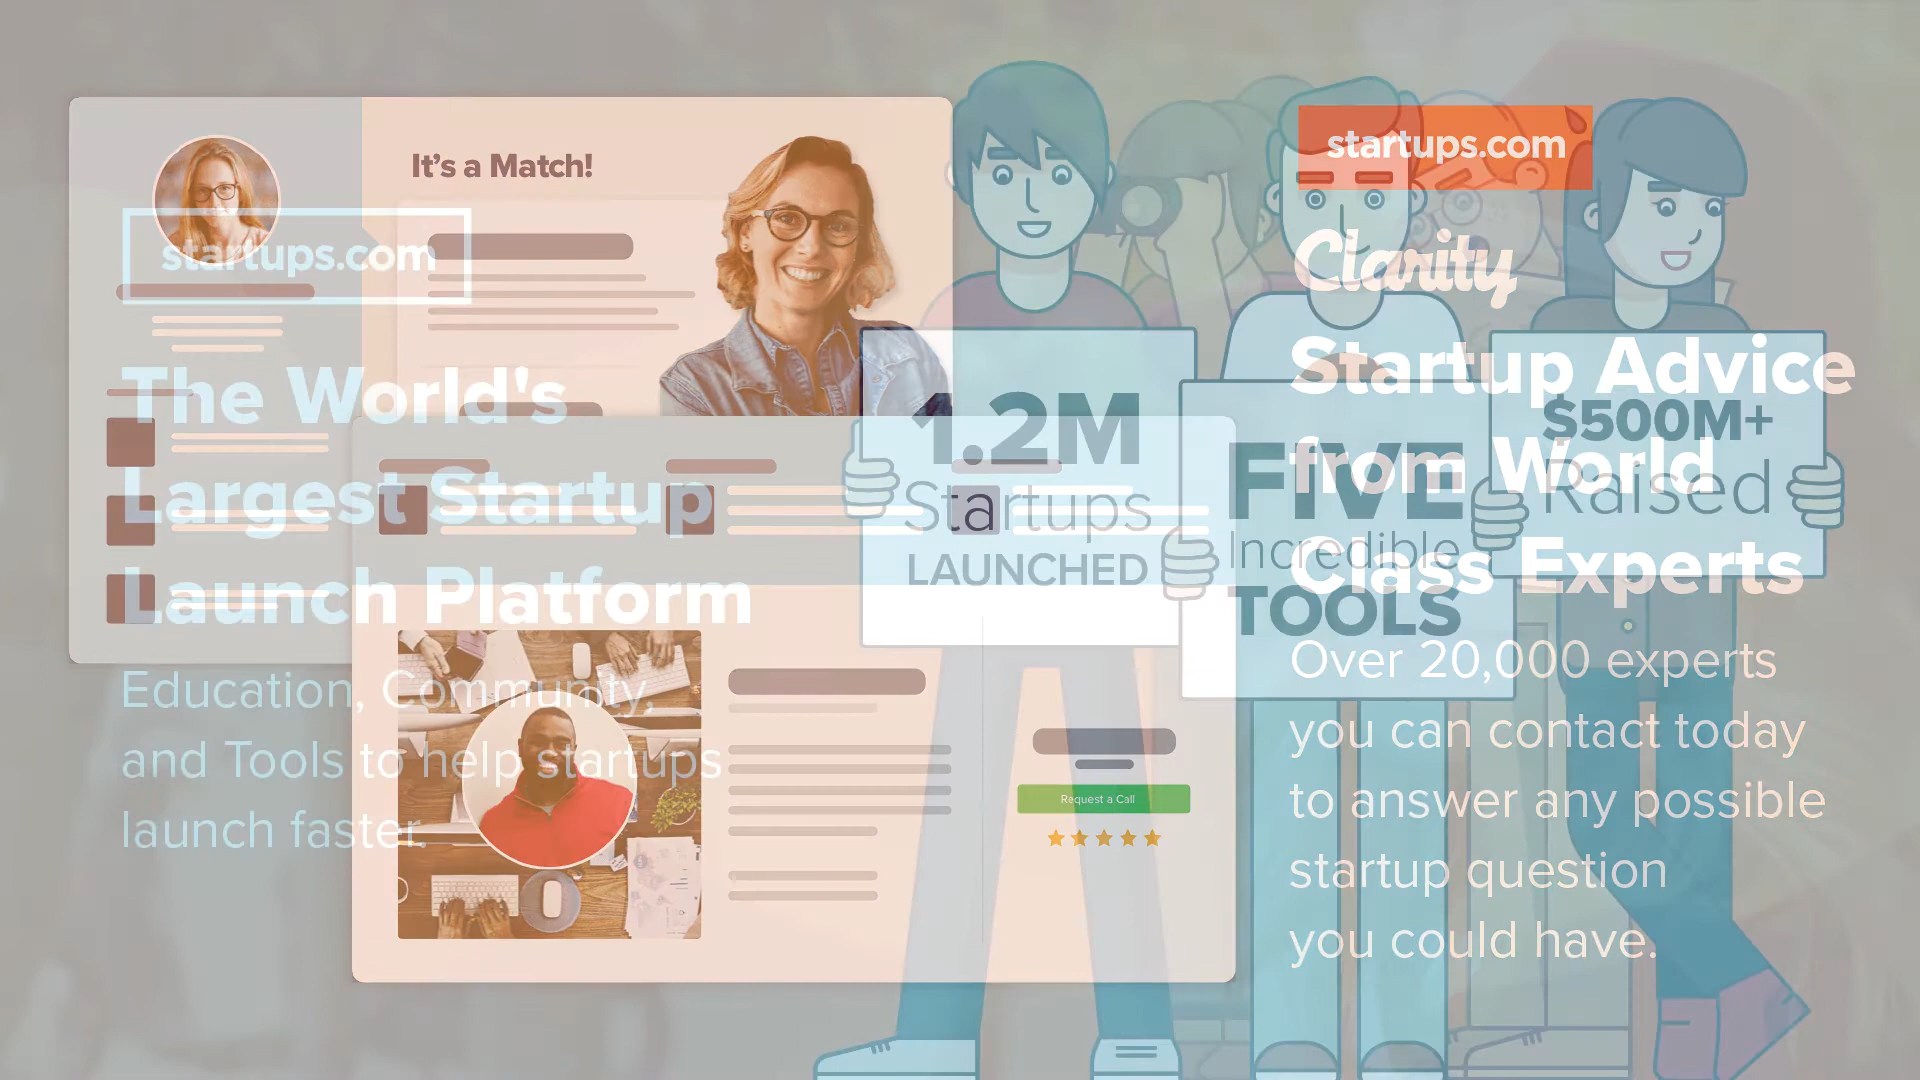 It's a Match!
startups.com
The World's
Largest Startup
Launch Platform
Education, Community,
and Tools to help startups
launch faster.
1.2M
Startups
LAUNCHED
FIVE
Incredible
TOOLS
$500M+
Raised
Request a Call
startups.com
Clarity
Startup Advice
from World
Class Experts
Over 20,000 experts
you can contact today
to answer any possible
startup question
you could have.